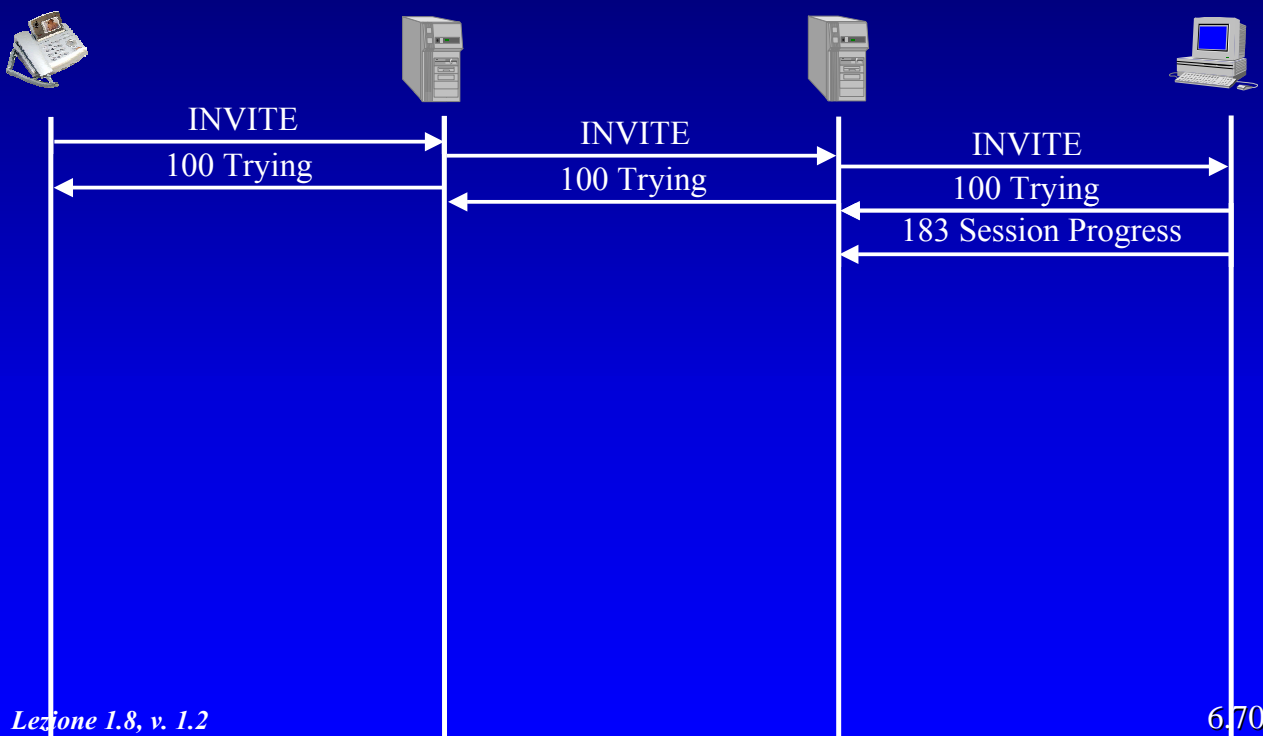 INVITE
100 Trying
INVITE
100 Trying
INVITE
100 Trying
183 Session Progress
Lezione 1.8, v. 1.2
6.70